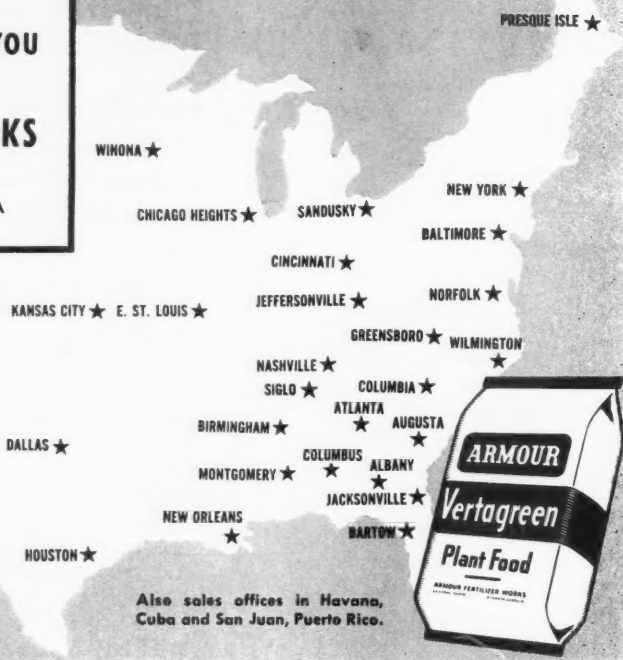 YOU
KS
PRESQUE ISLE
WINONA
NEW YORK
CHICAGO HEIGHTS
SANDUSKY
BALTIMORE
CINCINNATI
JEFFERSONVILLE
NORFOLK
KANSAS CITY
E. ST. LOUIS
GREENSBORO
WILMINGTON
NASHVILLE
SIGLO
COLUMBIA
ATLANTA
BIRMINGHAM
AUGUSTA
DALLAS
COLUMBUS
MONTGOMERY
ALBANY
JACKSONVILLE
NEW ORLEANS
BARTOW
HOUSTON
ARMOUR
Vertagreen
Plant Food
ARMOUR FERTILIZER WORKS
Also sales offices in Havana,
Cuba and San Juan, Puerto Rico.